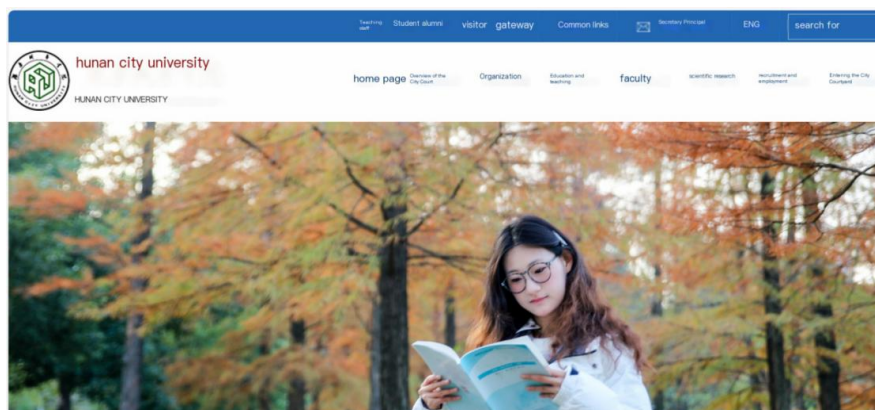 Teaching staff
Student alumni
visitor gateway
Common links
Secretary Principal
ENG
search for
hunan city university
HUNAN CITY UNIVERSITY
home page
Overview of the City Court
Organization
Education and teaching
faculty
scientific research
recruitment and employment
Entering the City Courtyard